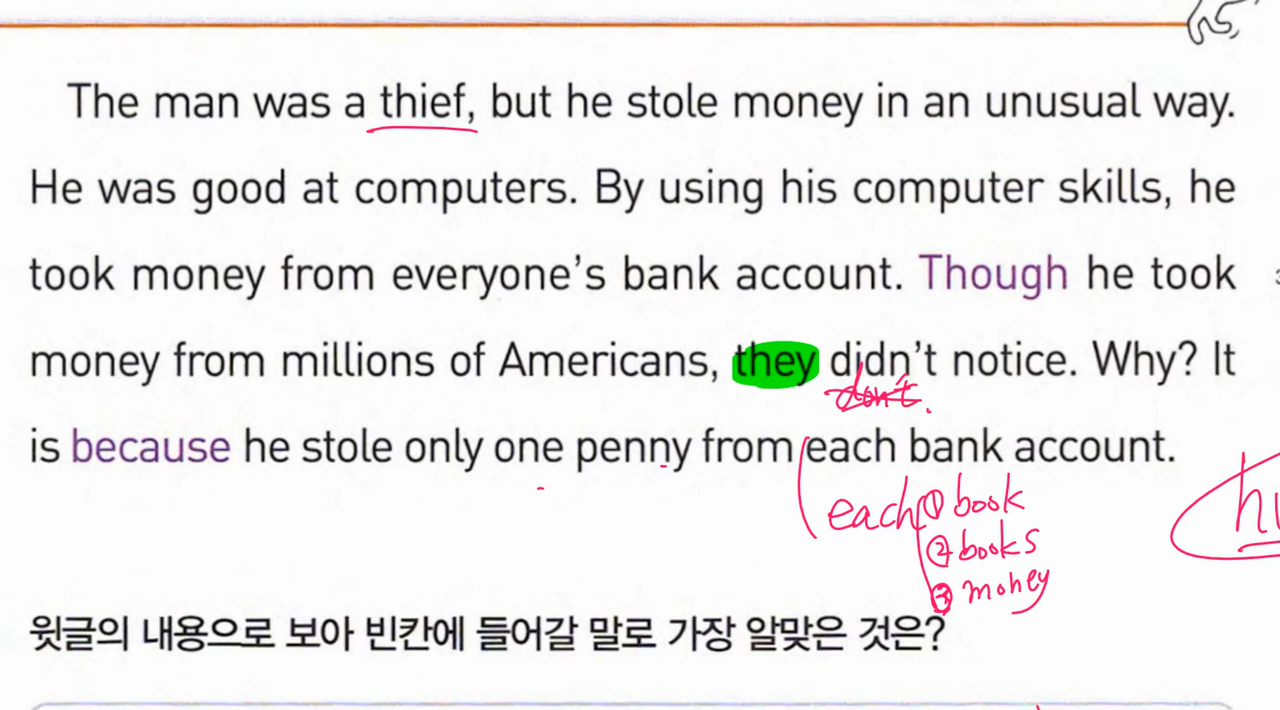 The man was a thief, but he stole money in an unusual way.
He was good at computers. By using his computer skills, he
took money from everyone's bank account. Though he took
money from millions of Americans, they didn't notice. Why? It
don't.
is because he stole only one penny from each bank account.
each ① book
② books
③ money
윗글의 내용으로 보아 빈칸에 들어갈 말로 가장 알맞은 것은?